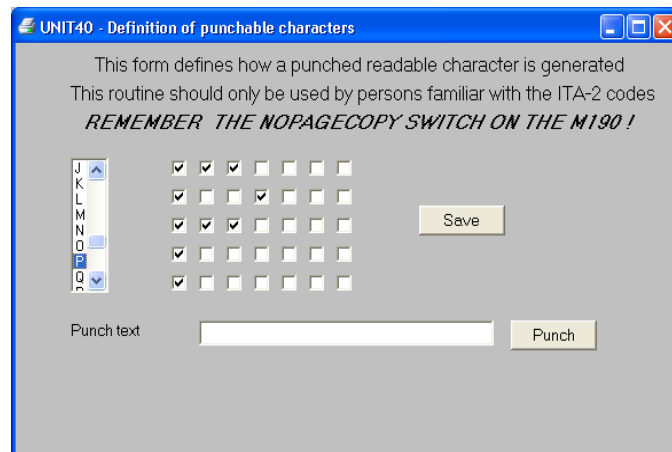 UNIT40 - Definition of punchable characters
This form defines how a punched readable character is generated
This routine should only be used by persons familiar with the ITA-2 codes
REMEMBER THE NOPAGECOPY SWITCH ON THE M190 !
J
K
L
M
N
O
P
Q
Save
Punch text
Punch